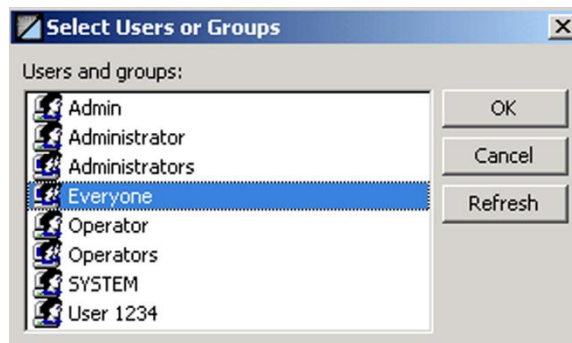 Select Users or Groups
Users and groups:
Admin
Administrator
Administrators
Everyone
Operator
Operators
SYSTEM
User 1234
OK
Cancel
Refresh